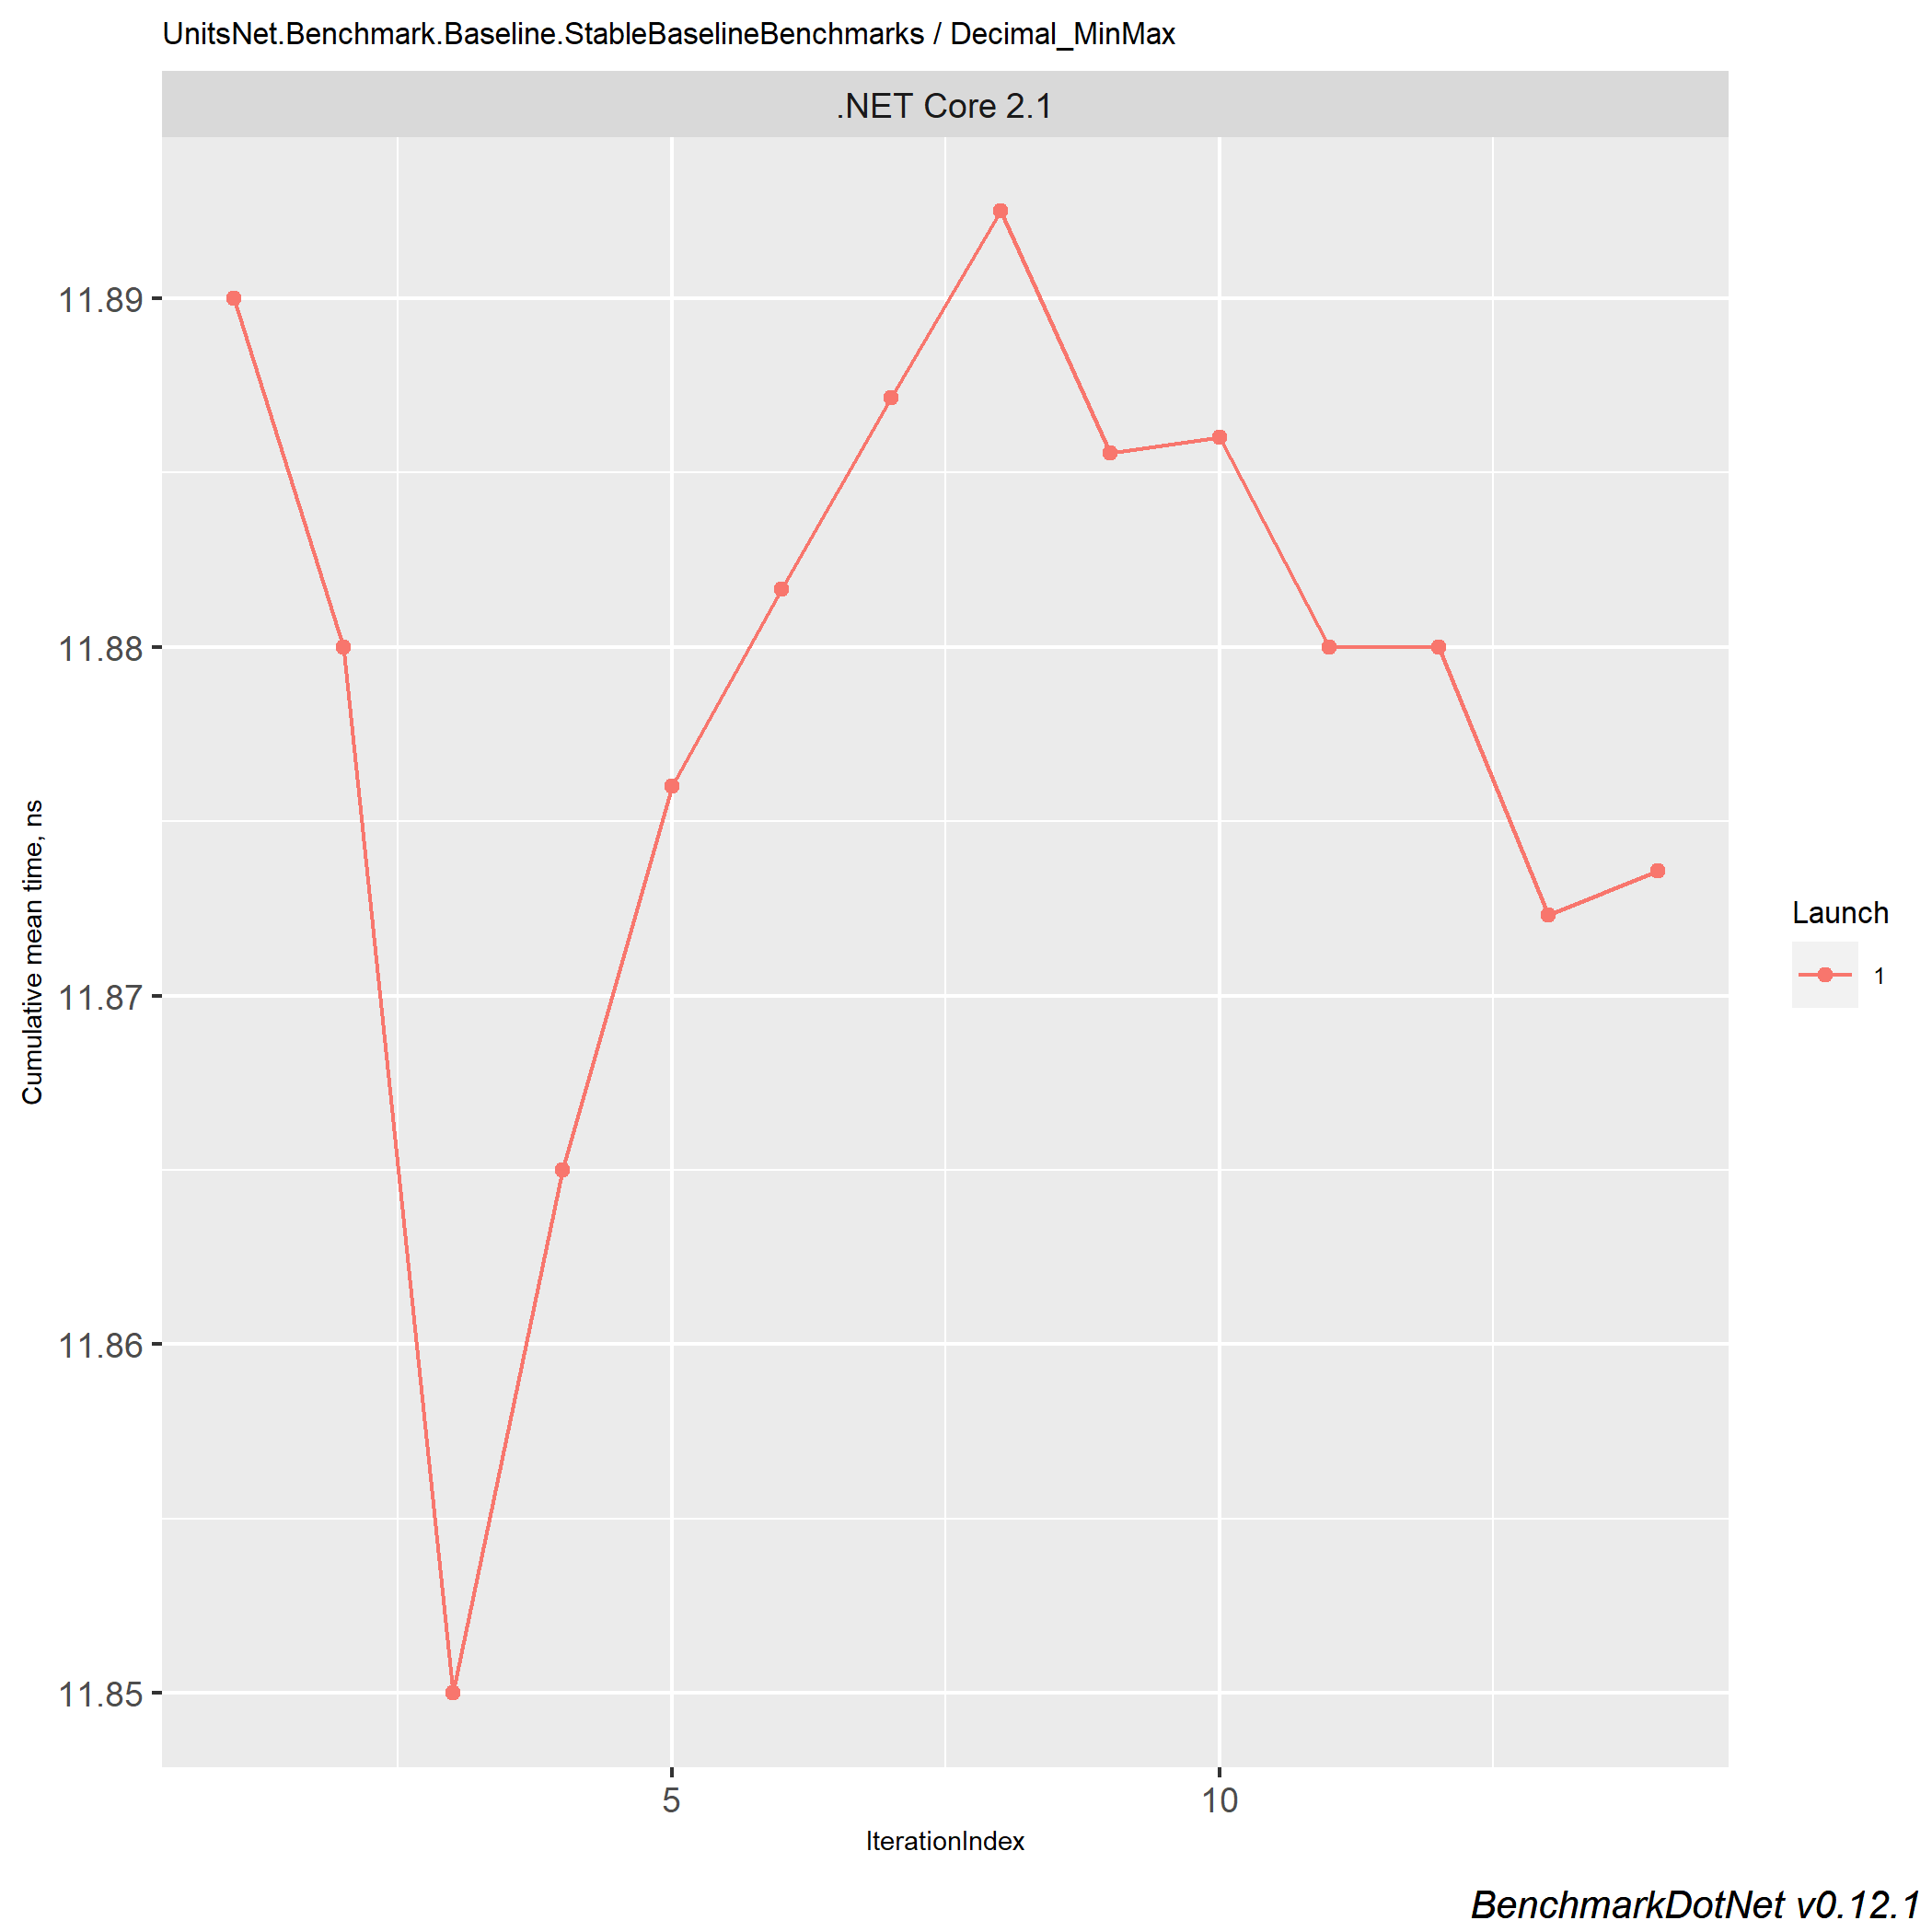 UnitsNet.Benchmark.Baseline.StableBaselineBenchmarks / Decimal_MinMax
.NET Core 2.1
11.89
11.88
11.87
11.86
11.85
Cumulative mean time, ns
5
10
IterationIndex
Launch
1
BenchmarkDotNet v0.12.1